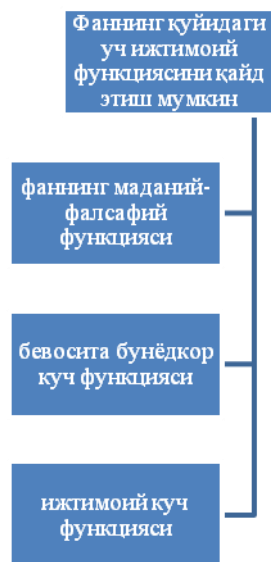 Фаннинг қуйидаги
уч ижтимоий
функциясини қайд
этиш мумкин
фаннинг маданий-
фалсафий
функцияси
бевосита бунёдкор
куч функцияси
ижтимоий куч
функцияси